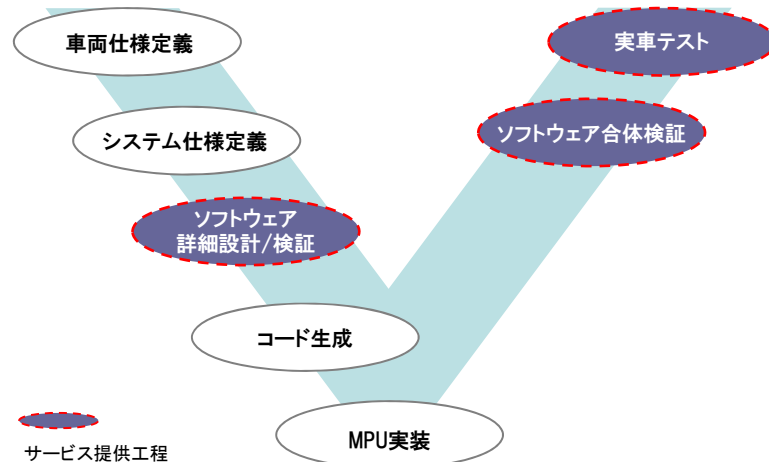 車両仕様定義
実車テスト
システム仕様定義
ソフトウェア合体検証
ソフトウェア
詳細設計/検証
コード生成
MPU実装
サービス提供工程